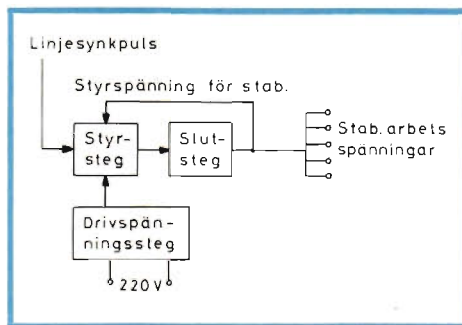 Linjesynkpuls
Styrspänning för stab.
Styr-
steg
Slut-
steg
Stab. arbets
spänningar
Drivspän-
ningssteg
220V